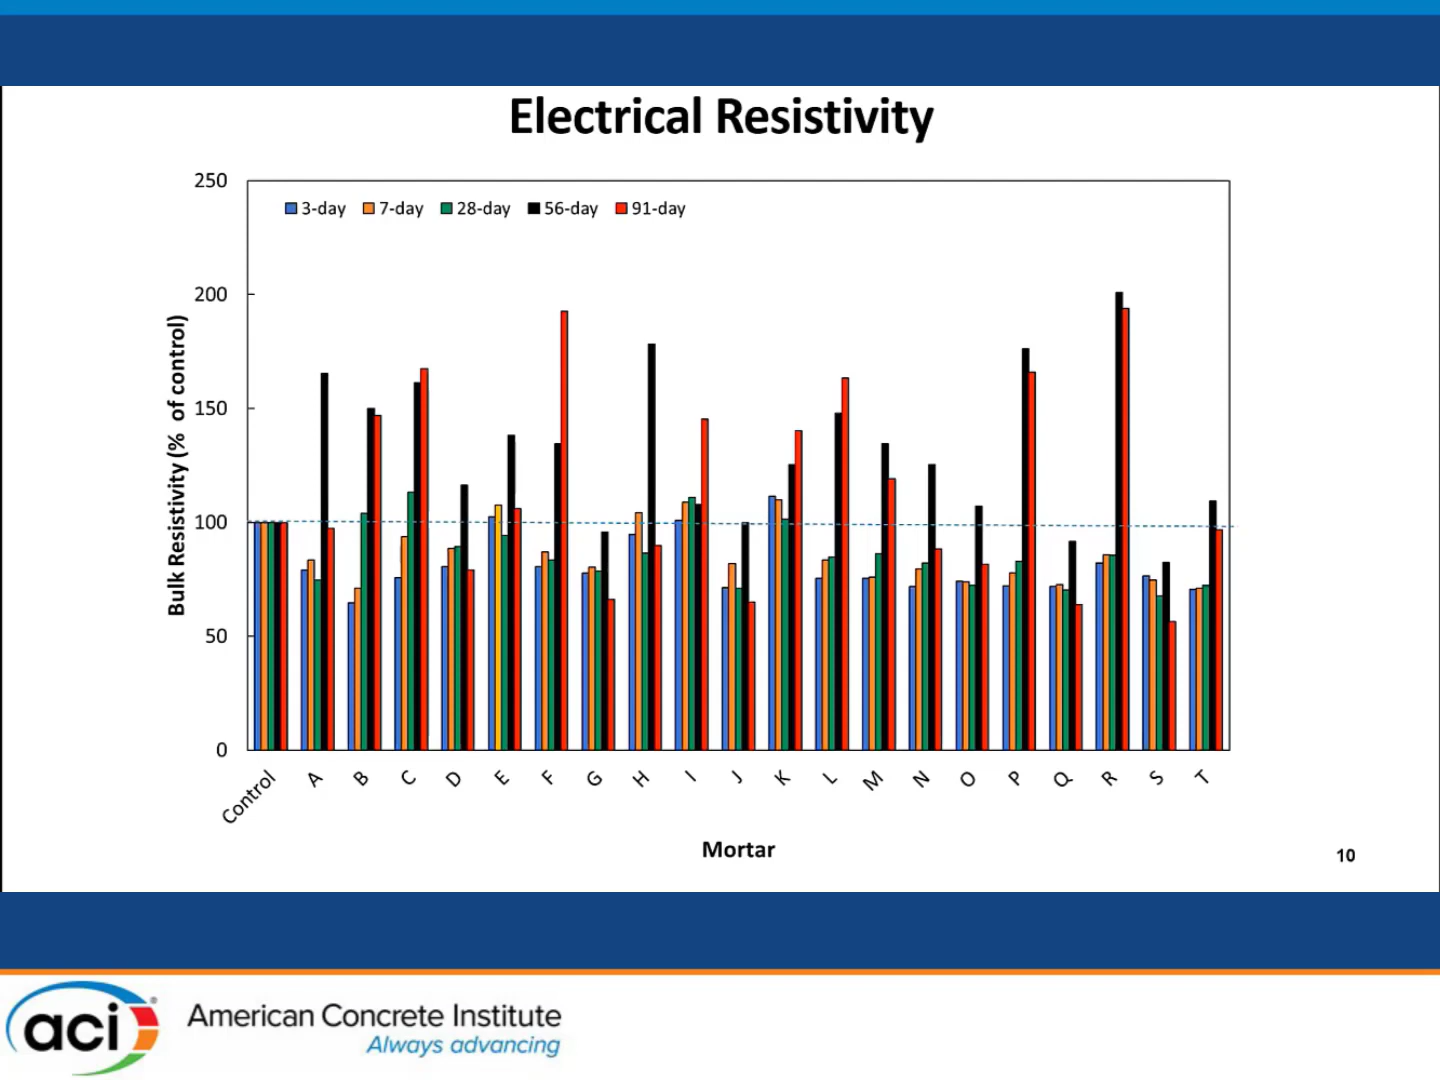 Electrical Resistivity
250
3-day 7-day 28-day 56-day 91-day
200
150
100
50
0
Bulk Resistivity (% of control)
Control A B C D E F G H I J K L M N O P Q R S T
Mortar
10
aci American Concrete Institute
Always advancing